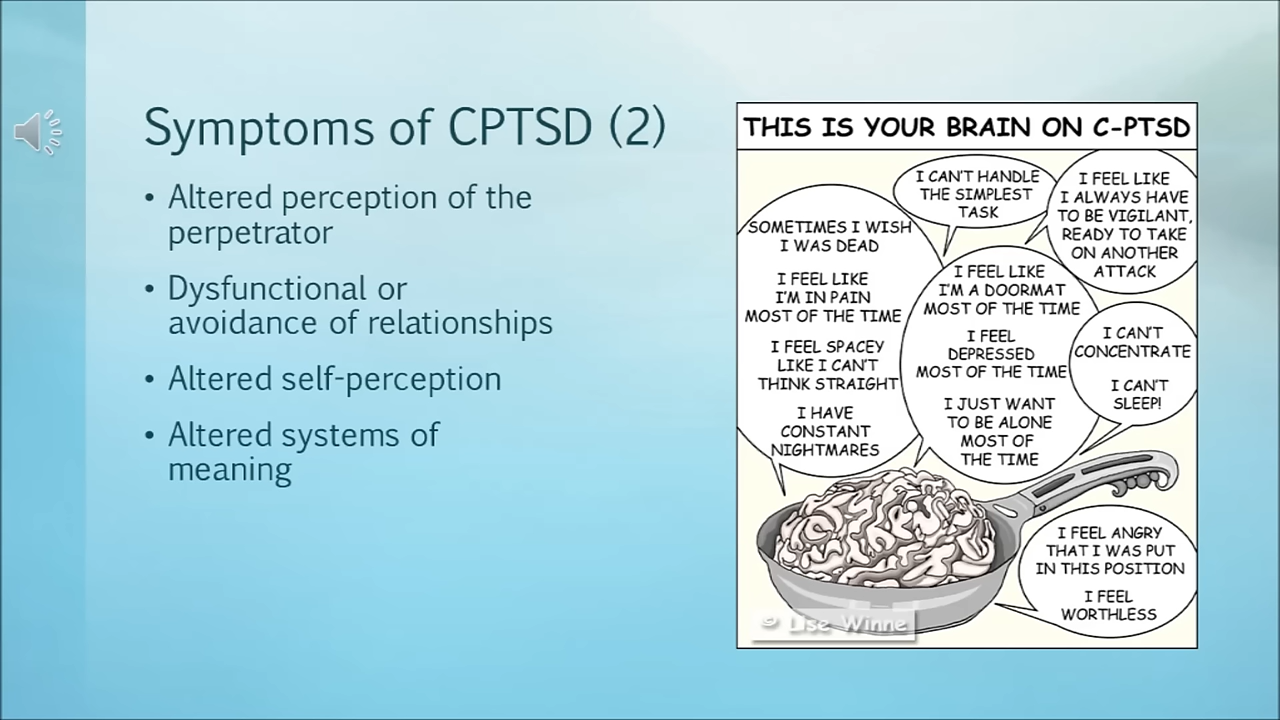 Symptoms of CPTSD (2)
• Altered perception of the
perpetrator
• Dysfunctional or
avoidance of relationships
• Altered self-perception
• Altered systems of
meaning
THIS IS YOUR BRAIN ON C-PTSD
I CAN'T HANDLE
THE SIMPLEST
TASK
I FEEL LIKE
I ALWAYS HAVE
TO BE VIGILANT,
READY TO TAKE
ON ANOTHER
ATTACK
SOMETIMES I WISH
I WAS DEAD
I FEEL LIKE
I'M IN PAIN
MOST OF THE TIME
I FEEL SPACEY
LIKE I CAN'T
THINK STRAIGHT
I HAVE
CONSTANT
NIGHTMARES
I FEEL LIKE
I'M A DOORMAT
MOST OF THE TIME
I FEEL
DEPRESSED
MOST OF THE TIME
I JUST WANT
TO BE ALONE
MOST OF
THE TIME
I CAN'T
CONCENTRATE
I CAN'T
SLEEP!
I FEEL ANGRY
THAT I WAS PUT
IN THIS POSITION
I FEEL
WORTHLESS
© Lise Winne